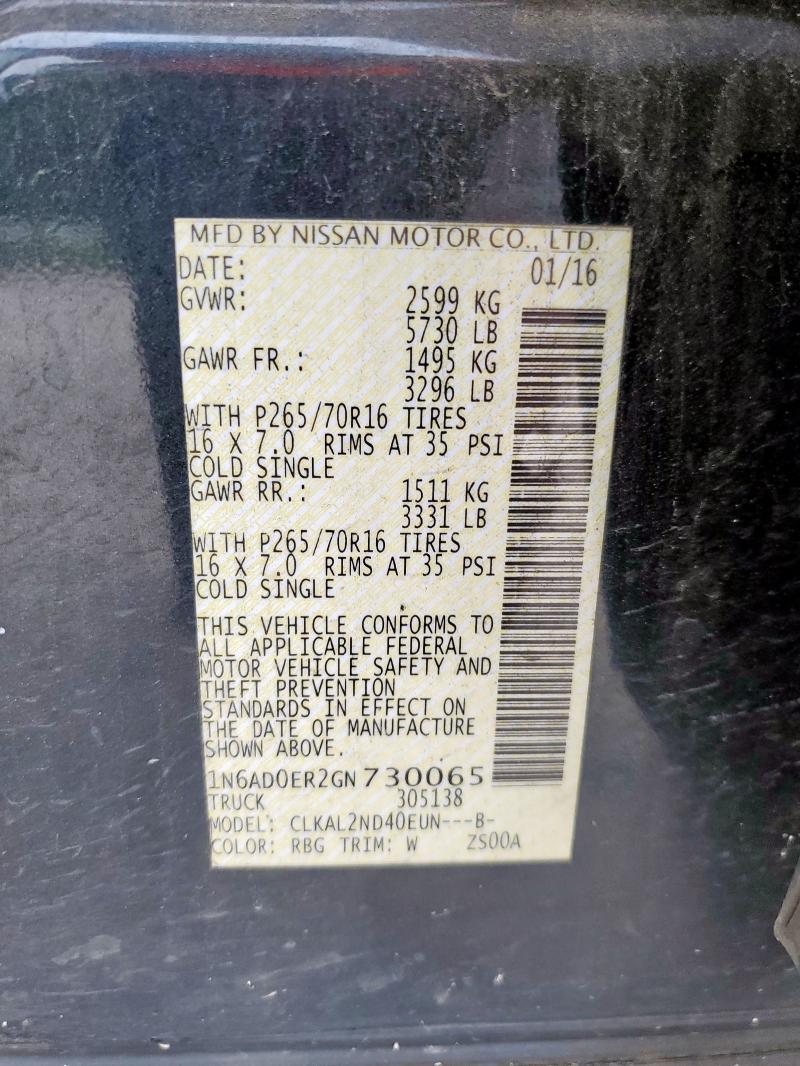 MFD BY NISSAN MOTOR CO., LTD.
DATE: 01/16
GVWR: 2599 KG
5730 LB
GAWR FR.: 1495 KG
3296 LB
WITH P265/70R16 TIRES
16 X 7.0 RIMS AT 35 PSI
COLD SINGLE
GAWR RR.: 1511 KG
3331 LB
WITH P265/70R16 TIRES
16 X 7.0 RIMS AT 35 PSI
COLD SINGLE
THIS VEHICLE CONFORMS TO
ALL APPLICABLE FEDERAL
MOTOR VEHICLE SAFETY AND
THEFT PREVENTION
STANDARDS IN EFFECT ON
THE DATE OF MANUFACTURE
SHOWN ABOVE.
1N6AD0ER2GN730065
TRUCK 305138
MODEL: CLKAL2ND40EUN---B-
COLOR: RBG TRIM: W ZS00A